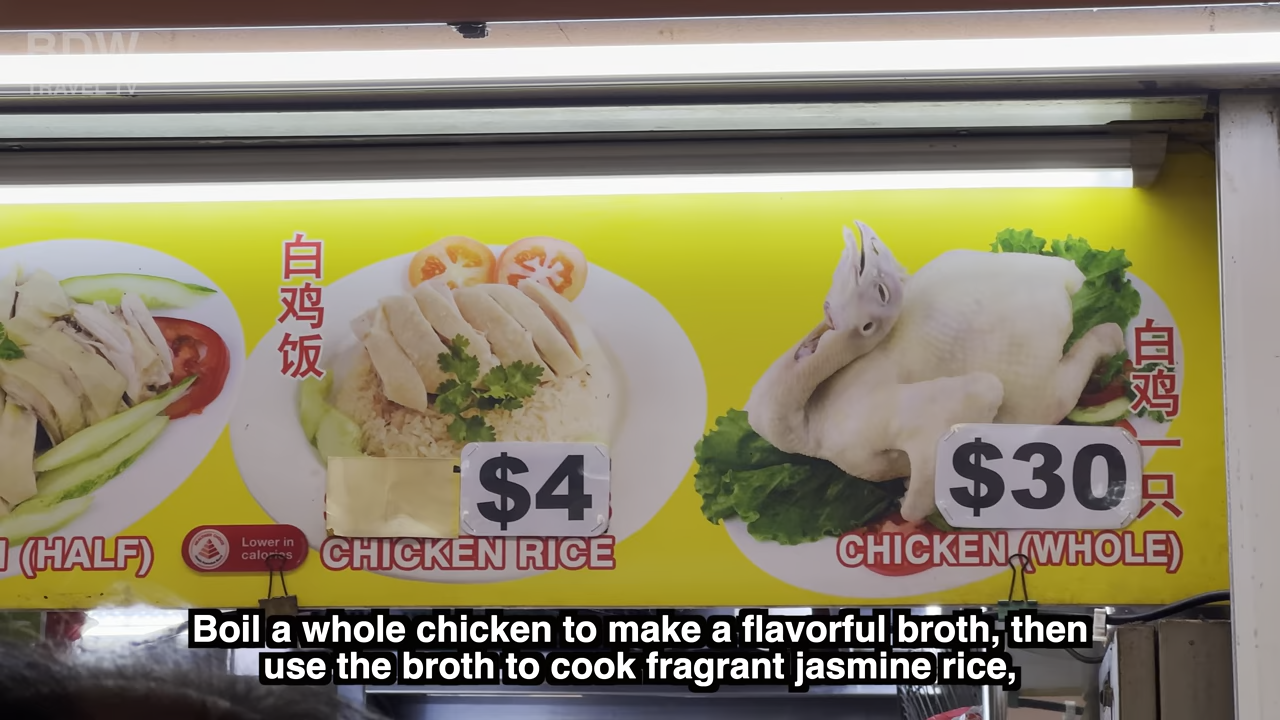 BDW
TRAVEL TV
白鸡饭
$4
Lower in
calories
CHICKEN RICE
(HALF)
白鸡一只
$30
CHICKEN (WHOLE)
Boil a whole chicken to make a flavorful broth, then
use the broth to cook fragrant jasmine rice,